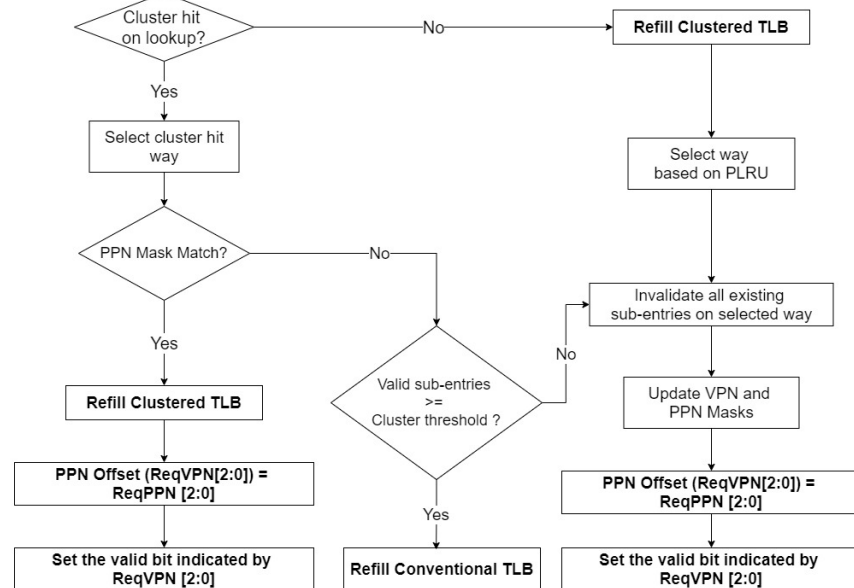 Cluster hit
on lookup?
No
Refill Clustered TLB
Yes
Select cluster hit
way
Select way
based on PLRU
PPN Mask Match?
No
Invalidate all existing
sub-entries on selected way
Yes
No
Valid sub-entries
>=
Cluster threshold ?
Update VPN and
PPN Masks
Refill Clustered TLB
PPN Offset (ReqVPN[2:0]) =
ReqPPN [2:0]
PPN Offset (ReqVPN[2:0]) =
ReqPPN [2:0]
Yes
Set the valid bit indicated by
ReqVPN [2:0]
Refill Conventional TLB
Set the valid bit indicated by
ReqVPN [2:0]